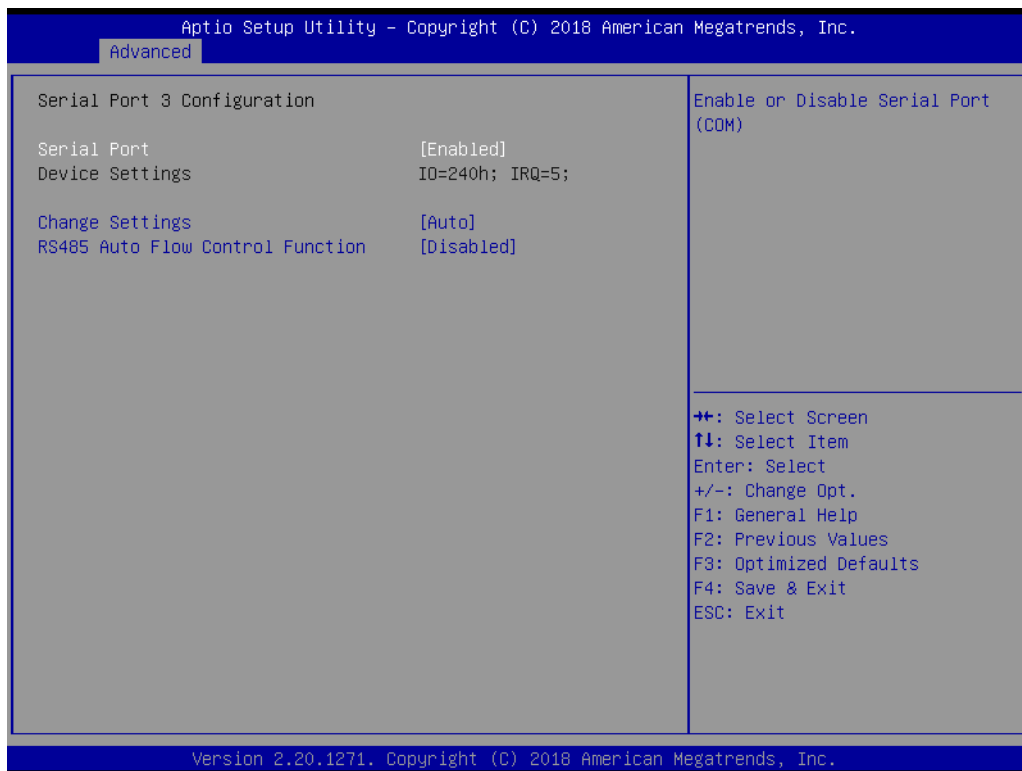 Aptio Setup Utility – Copyright (C) 2018 American Megatrends, Inc.
Advanced
Serial Port 3 Configuration
Serial Port [Enabled]
Device Settings IO=240h; IRQ=5;
Change Settings [Auto]
RS485 Auto Flow Control Function [Disabled]
Enable or Disable Serial Port
(COM)
→←: Select Screen
↑↓: Select Item
Enter: Select
+/-: Change Opt.
F1: General Help
F2: Previous Values
F3: Optimized Defaults
F4: Save & Exit
ESC: Exit
Version 2.20.1271. Copyright (C) 2018 American Megatrends, Inc.